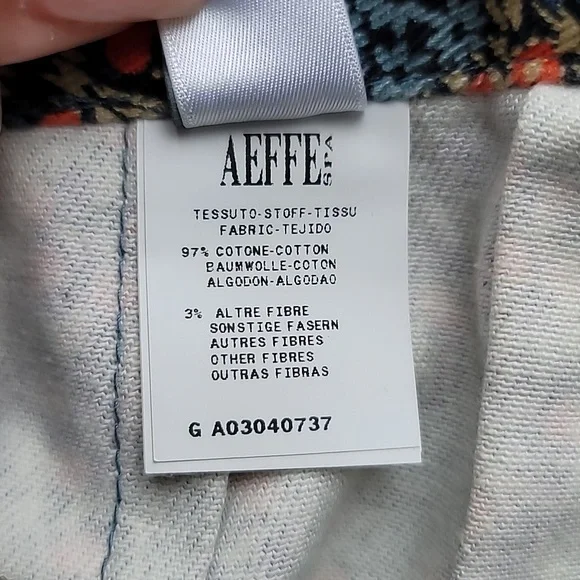 AEFFE SPA
TESSUTO-STOFF-TISSU
FABRIC-TEJIDO
97% COTONE-COTTON
BAUMWOLLE-COTON
ALGODON-ALGODAO
3% ALTRE FIBRE
SONSTIGE FASERN
AUTRES FIBRES
OTHER FIBRES
OUTRAS FIBRAS
G A03040737